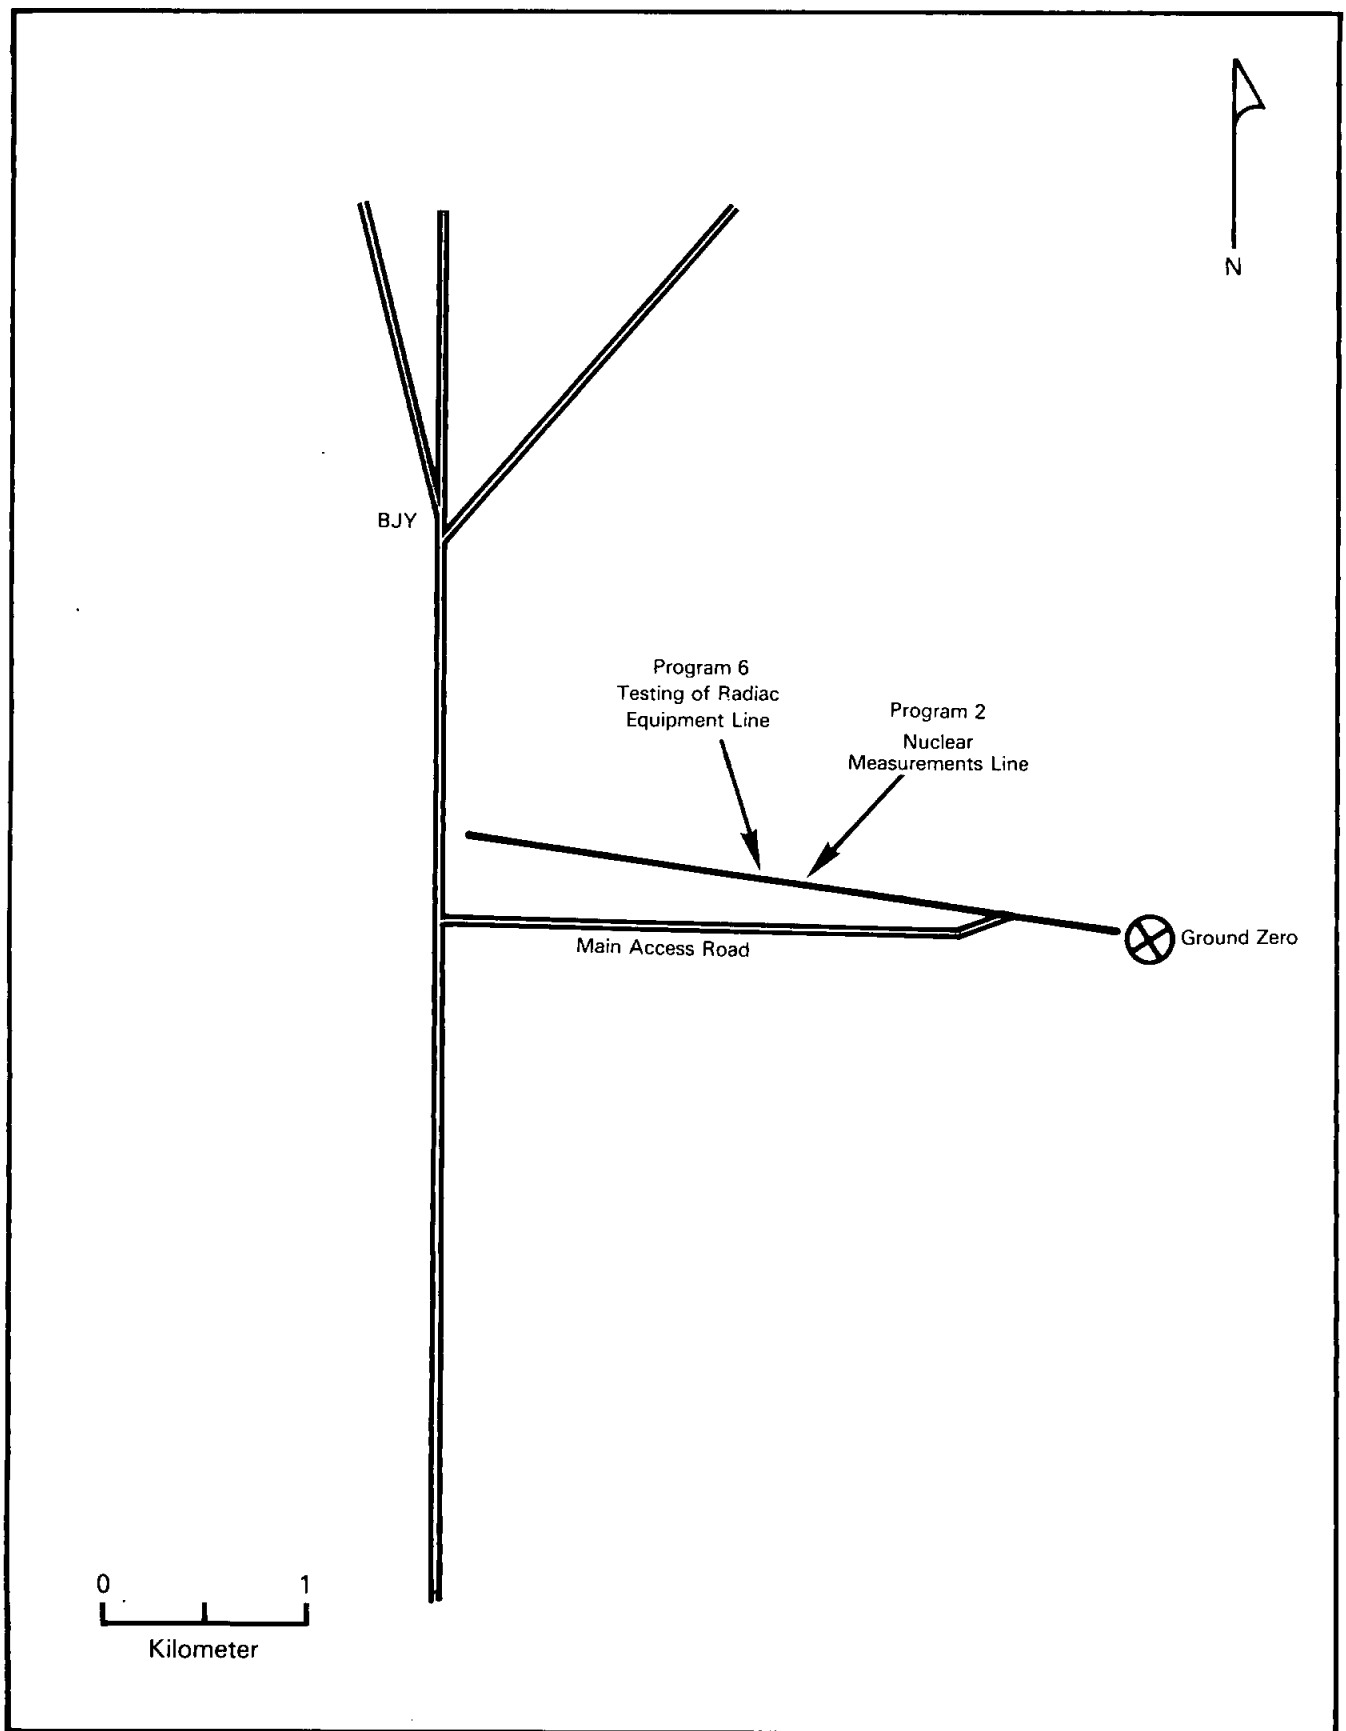 N
BJY
Program 6
Testing of Radiac
Equipment Line
Program 2
Nuclear
Measurements Line
Ground Zero
Main Access Road
0 1
Kilometer